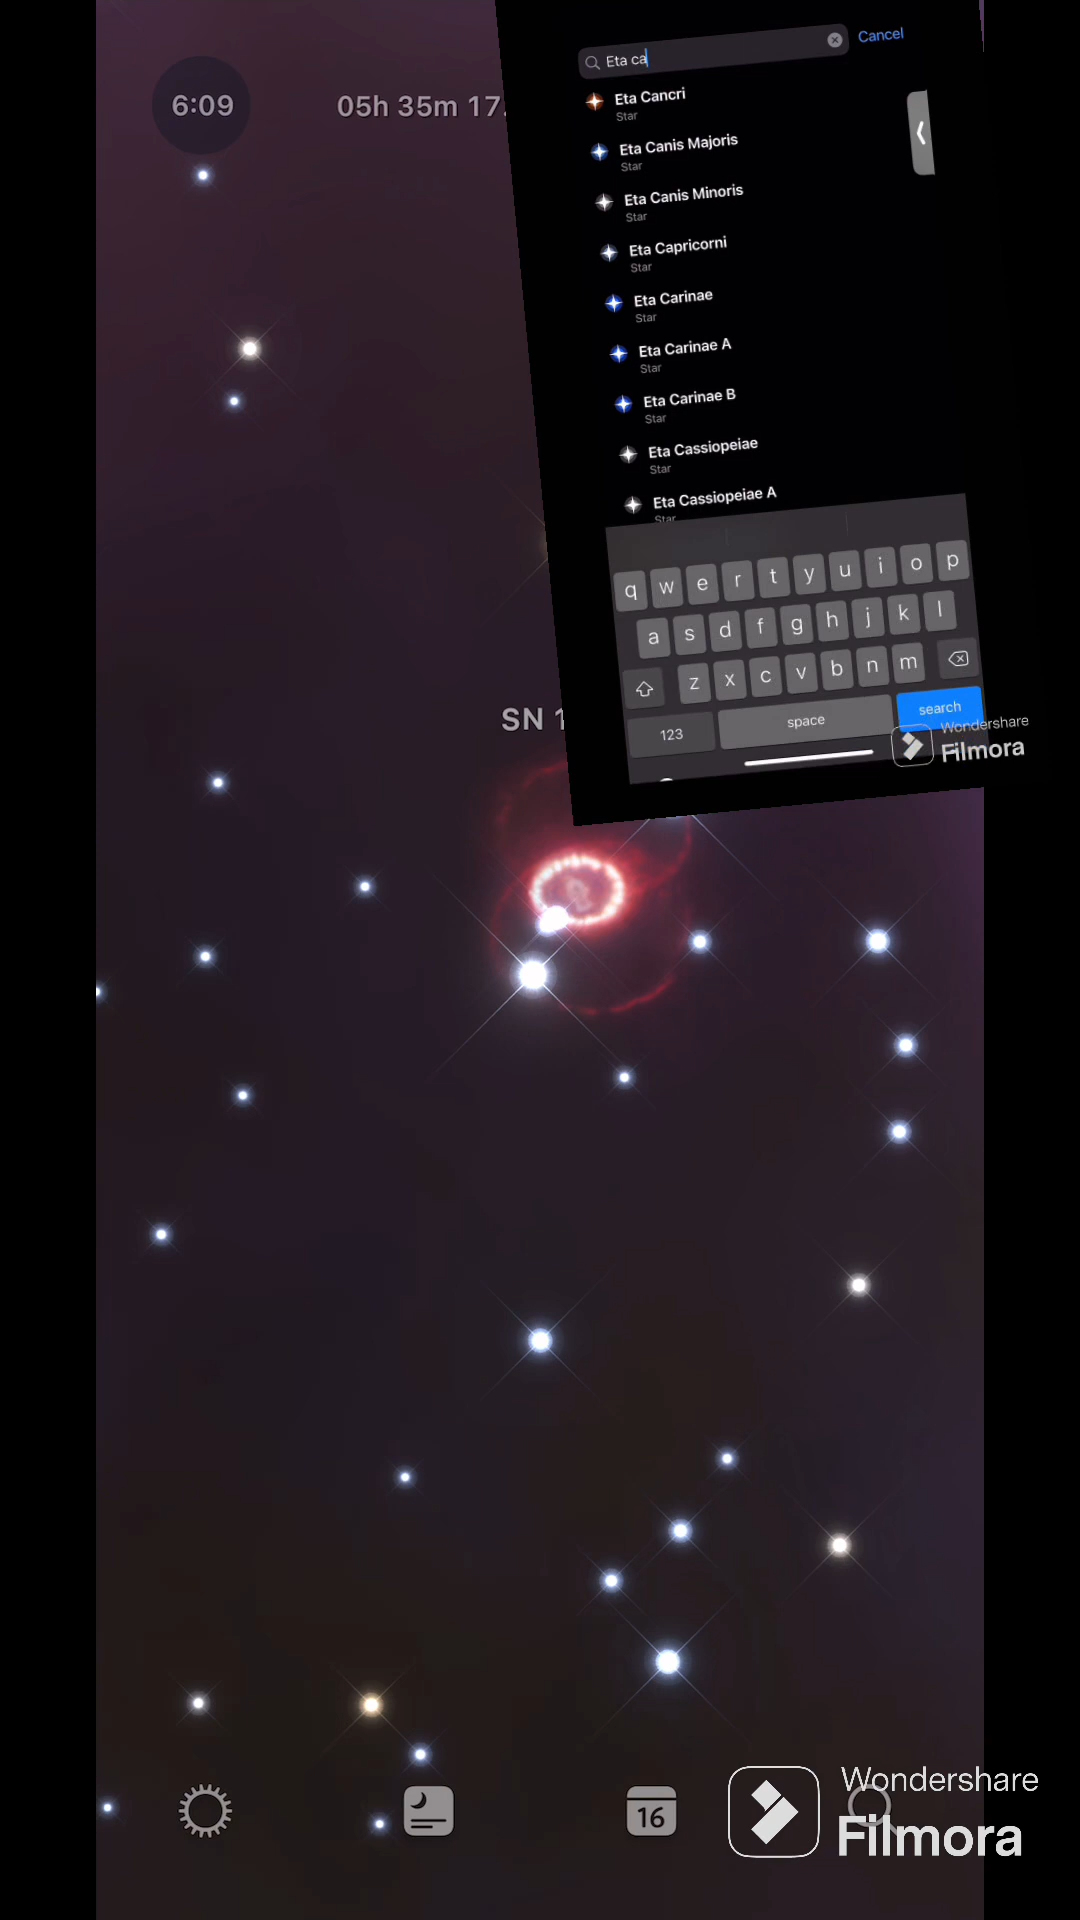 6:09
05h 35m 17.
Eta ca
Cancel
Eta Cancri
Star
Eta Canis Majoris
Star
Eta Canis Minoris
Star
Eta Capricorni
Star
Eta Carinae
Star
Eta Carinae A
Star
Eta Carinae B
Star
Eta Cassiopeiae
Star
Eta Cassiopeiae A
Star
q w e r t y u i o p
a s d f g h j k l
z x c v b n m
123 space search
Wondershare
Filmora
SN 1
16
Wondershare
Filmora